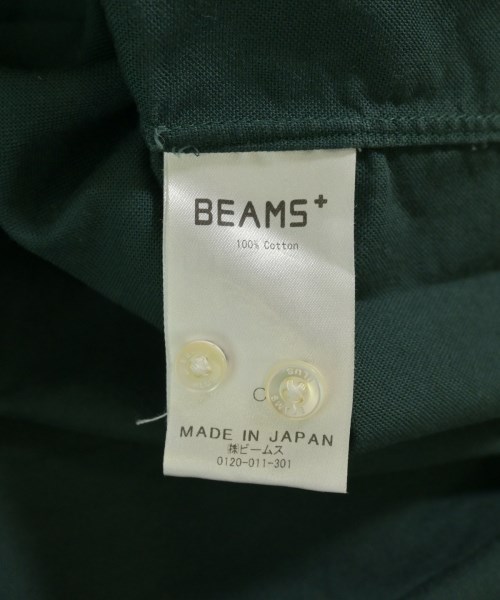 BEAMS+
100% Cotton
C
MADE IN JAPAN
㈱ビームス
0120-011-301